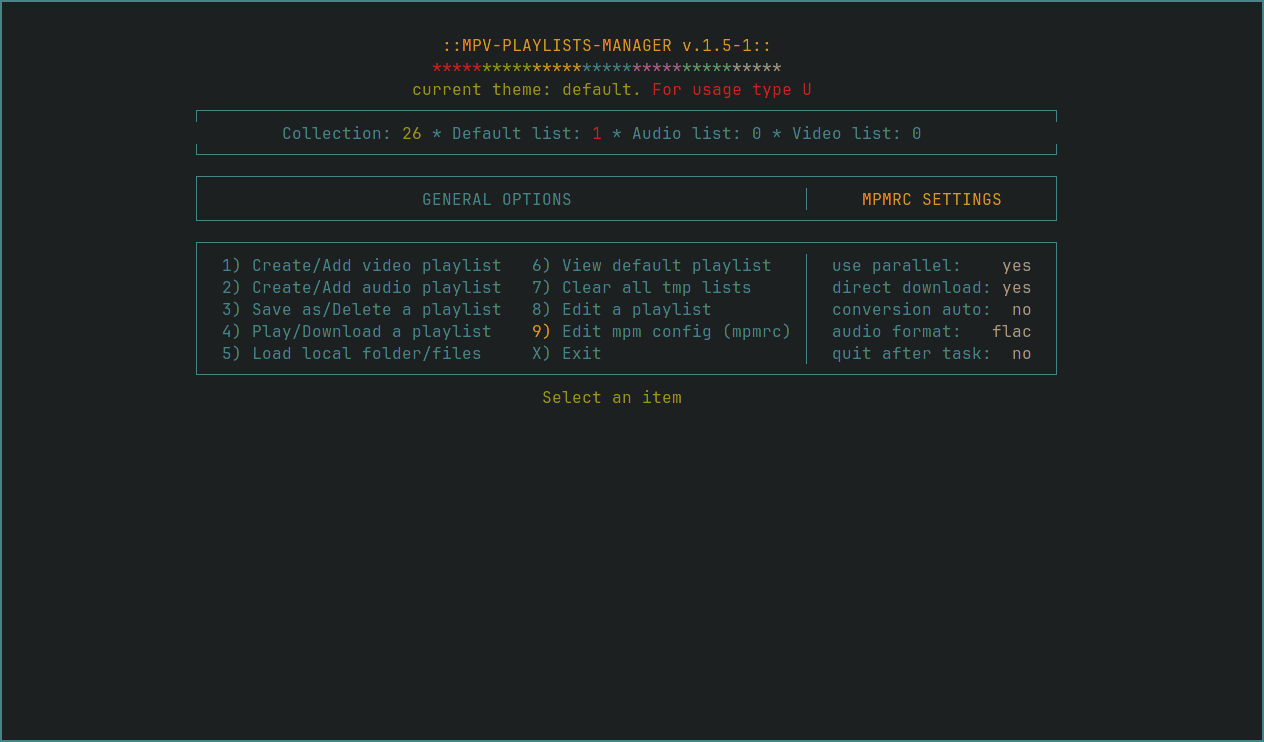 ::MPV-PLAYLISTS-MANAGER v.1.5-1::
***********************************
current theme: default. For usage type U
Collection: 26 * Default list: 1 * Audio list: 0 * Video list: 0
GENERAL OPTIONS MPMRC SETTINGS
1) Create/Add video playlist 6) View default playlist use parallel: yes
2) Create/Add audio playlist 7) Clear all tmp lists direct download: yes
3) Save as/Delete a playlist 8) Edit a playlist conversion auto: no
4) Play/Download a playlist 9) Edit mpm config (mpmrc) audio format: flac
5) Load local folder/files X) Exit quit after task: no
Select an item